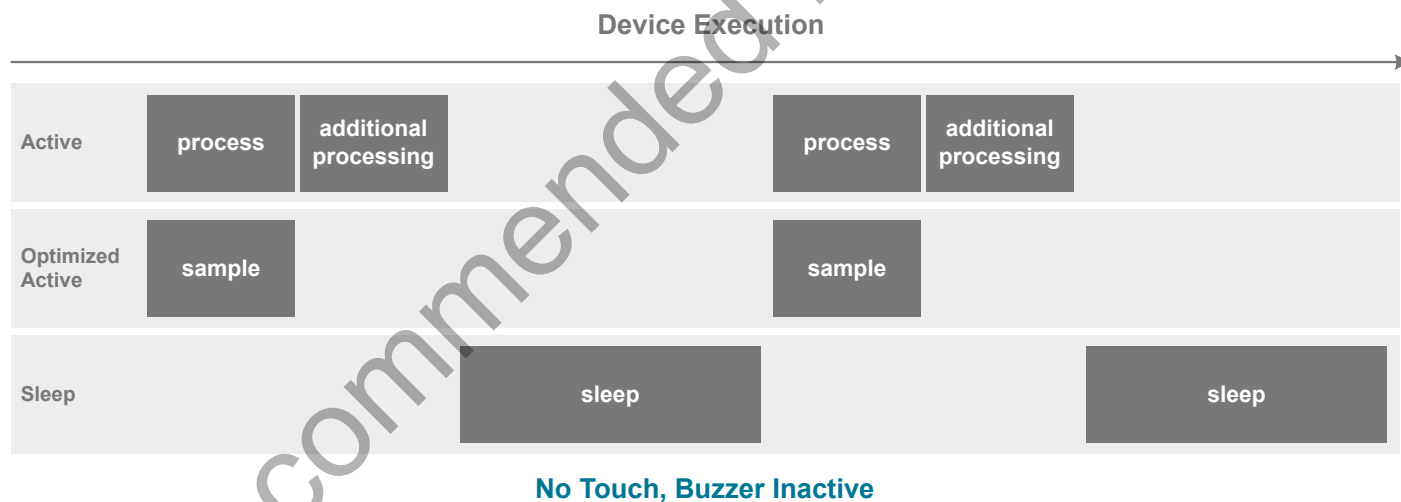 Device Execution
Active
process
additional
processing
process
additional
processing
Optimized
Active
sample
sample
Sleep
sleep
sleep
No Touch, Buzzer Inactive
commended